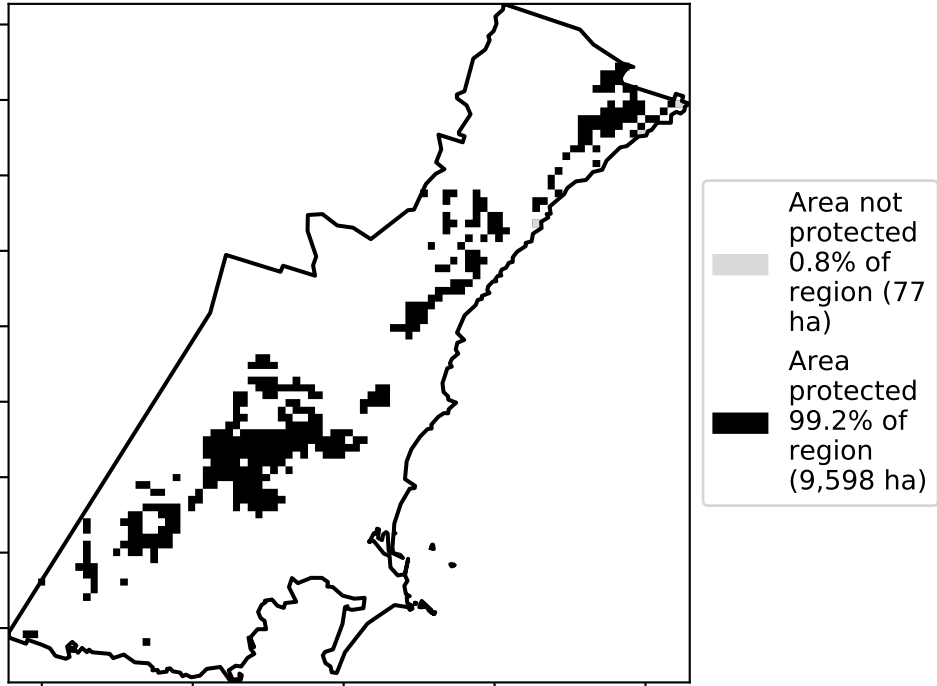 Area not
protected
0.8% of
region (77
ha)
Area
protected
99.2% of
region
(9,598 ha)